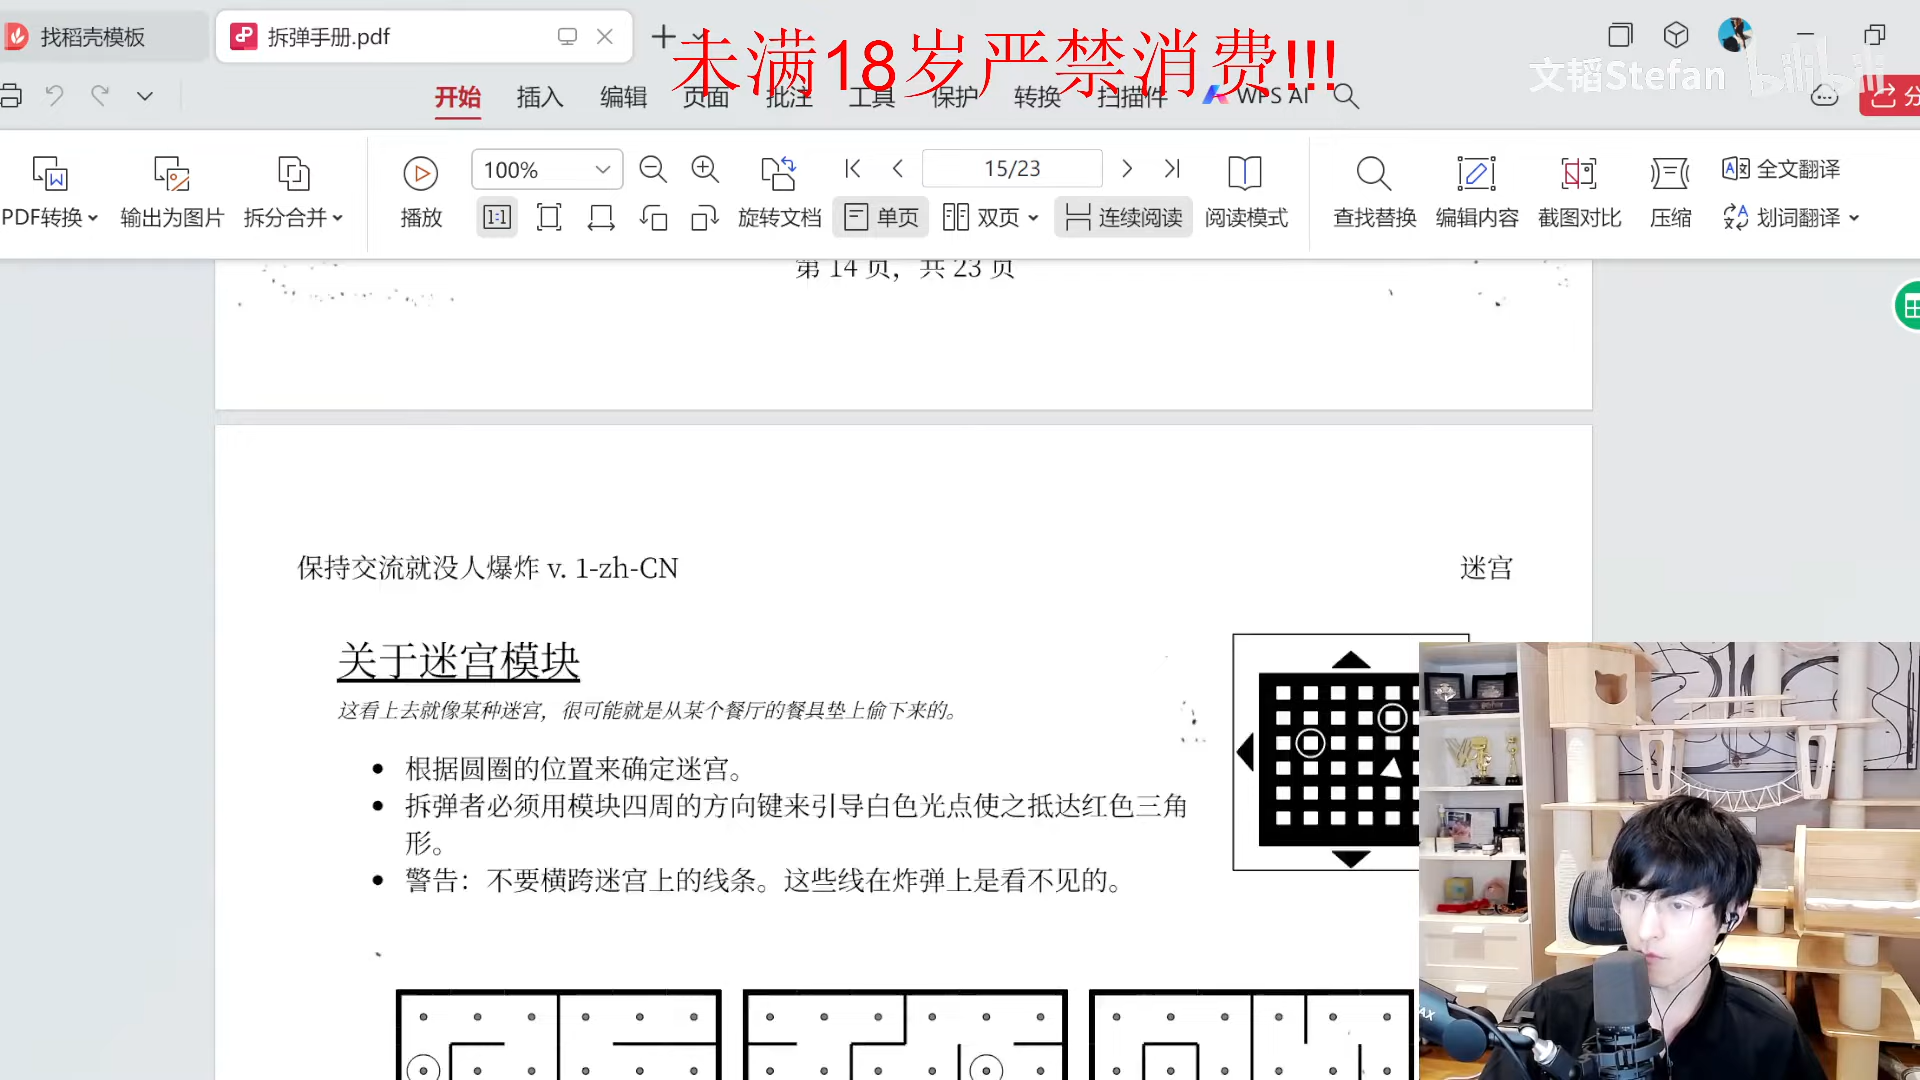 找稻壳模板
拆弹手册.pdf
未满18岁严禁消费!!!
文韬Stefan bilibili
开始 插入 编辑 页面 批注 工具 保护 转换 扫描件 WPS AI
分
100%
15/23
全文翻译
PDF转换 输出为图片 拆分合并 播放 旋转文档 单页 双页 连续阅读 阅读模式 查找替换 编辑内容 截图对比 压缩 划词翻译
第 14 页，共 23 页
保持交流就没人爆炸 v. 1-zh-CN 迷宫
关于迷宫模块
这看上去就像某种迷宫，很可能就是从某个餐厅的餐具垫上偷下来的。
根据圆圈的位置来确定迷宫。
拆弹者必须用模块四周的方向键来引导白色光点使之抵达红色三角
形。
警告：不要横跨迷宫上的线条。这些线在炸弹上是看不见的。